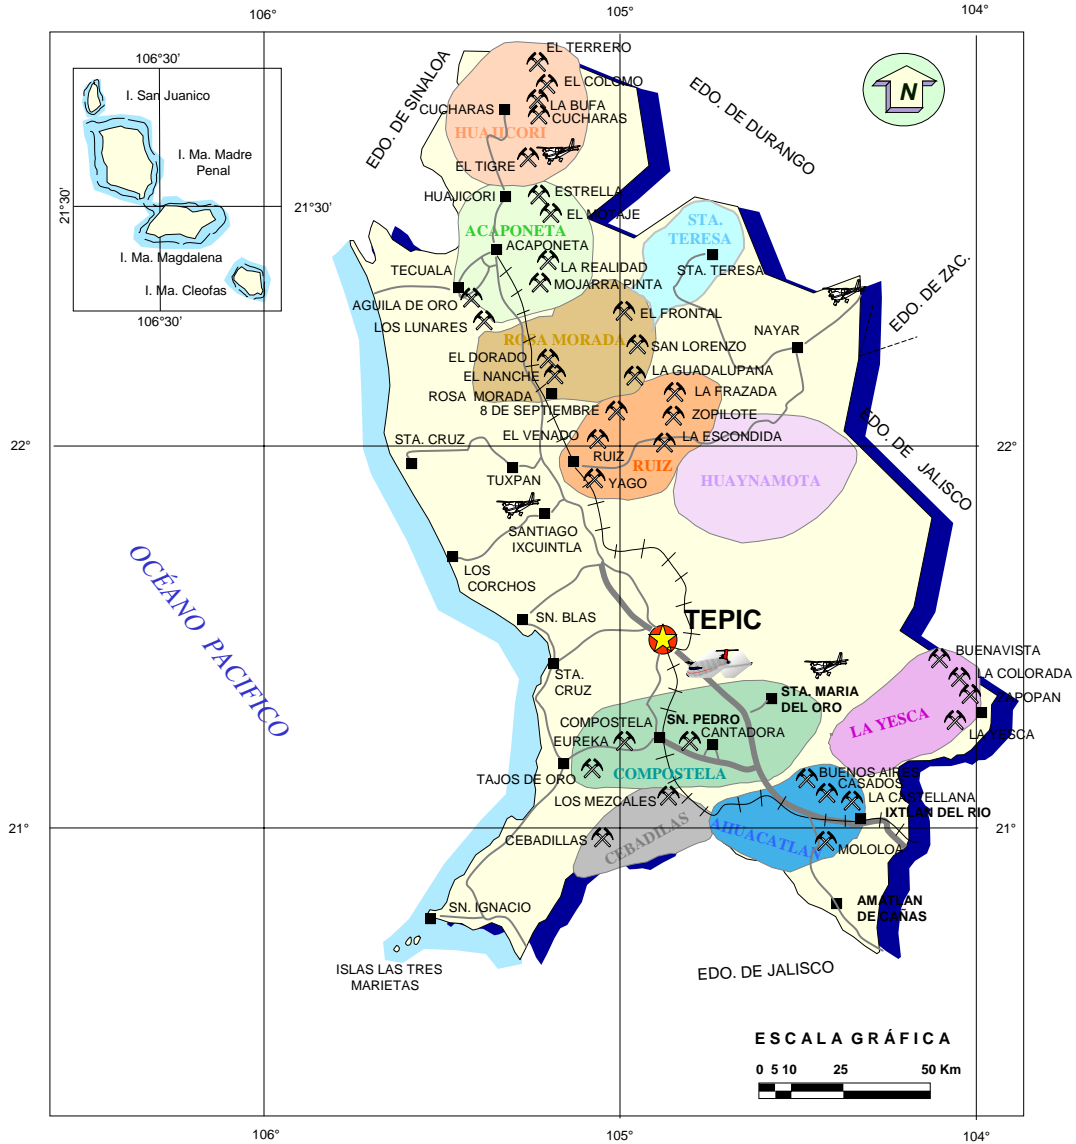 106°
105°
104°
106°30'
I. San Juanico
I. Ma. Madre
Penal
21°30'
21°30'
I. Ma. Magdalena
I. Ma. Cleofas
106°30'
EDO. DE SINALOA
EDO. DE DURANGO
N
EL TERRERO
EL COLOMO
LA BUFA
CUCHARAS
CUCHARAS
HUAJICORI
EL TIGRE
HUAJICORI
ESTRELLA
EL MOTAJE
ACAPONETA
ACAPONETA
STA.
TERESA
STA. TERESA
TECUALA
LA REALIDAD
MOJARRA PINTA
AGUILA DE ORO
LOS LUNARES
EDO. DE ZAC.
EL FRONTAL
NAYAR
ROSA MORADA
SAN LORENZO
EL DORADO
EL NANCHE
LA GUADALUPANA
ROSA MORADA
LA FRAZADA
8 DE SEPTIEMBRE
ZOPILOTE
EDO. DE JALISCO
22°
22°
STA. CRUZ
EL VENADO
LA ESCONDIDA
RUIZ
RUIZ
TUXPAN
YAGO
HUAYNAMOTA
SANTIAGO
IXCUINTLA
LOS
CORCHOS
OCÉANO PACIFICO
SN. BLAS
TEPIC
BUENAVISTA
LA COLORADA
ZAPOPAN
LA YESCA
LA YESCA
STA.
CRUZ
STA. MARIA
DEL ORO
COMPOSTELA
SN. PEDRO
CANTADORA
EUREKA
TAJOS DE ORO
COMPOSTELA
BUENOS AIRES
CASADOS
LA CASTELLANA
LOS MEZCALES
IXTLAN DEL RIO
21°
21°
CEBADILLAS
CEBADILAS
AHUACATLAN
MOLOLOA
SN. IGNACIO
AMATLAN
DE CAÑAS
ISLAS LAS TRES
MARIETAS
EDO. DE JALISCO
ESCALA GRÁFICA
0 5 10 25 50 Km
106°
105°
104°